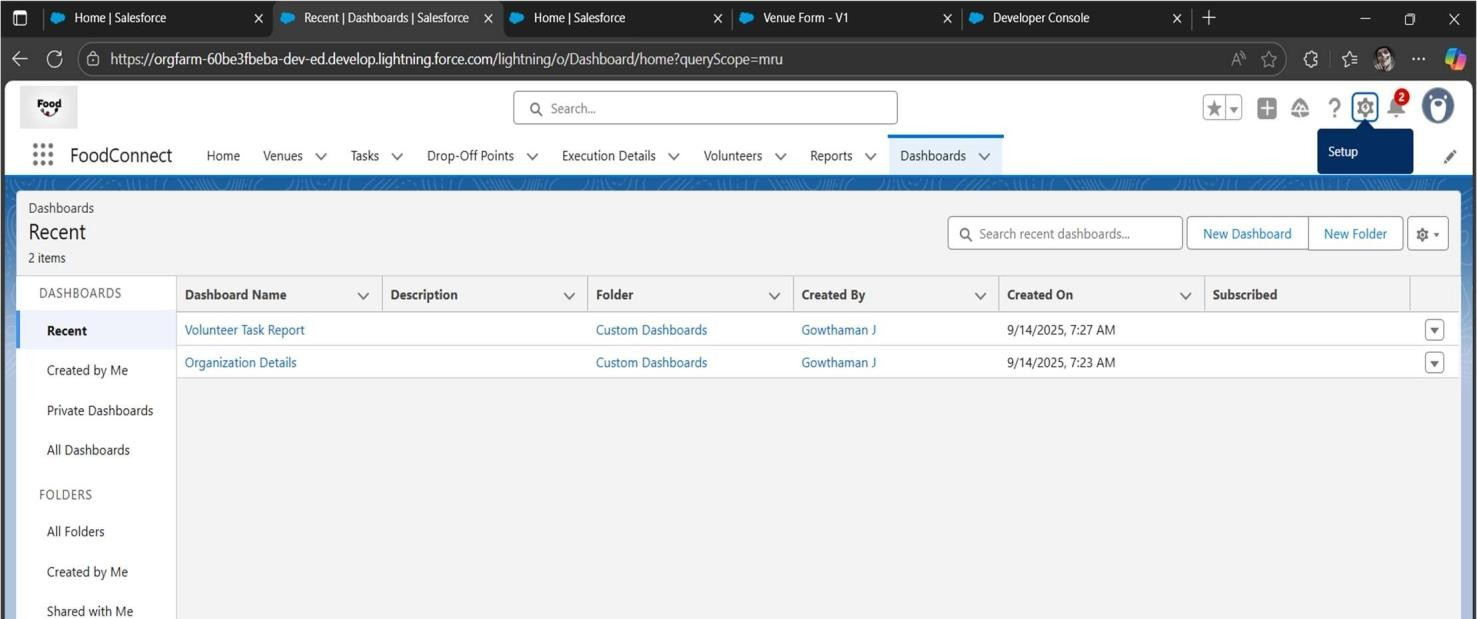 Home | Salesforce
Recent | Dashboards | Salesforce
Home | Salesforce
Venue Form - V1
Developer Console
https://orgfarm-60be3fbeba-dev-ed.develop.lightning.force.com/lightning/o/Dashboard/home?queryScope=mru
Food
Search...
2
FoodConnect
Home
Venues
Tasks
Drop-Off Points
Execution Details
Volunteers
Reports
Dashboards
Setup
Dashboards
Recent
2 items
Search recent dashboards...
New Dashboard
New Folder
DASHBOARDS
Recent
Created by Me
Private Dashboards
All Dashboards
FOLDERS
All Folders
Created by Me
Shared with Me
Dashboard Name Description Folder Created By Created On Subscribed
Volunteer Task Report Custom Dashboards Gowthaman J 9/14/2025, 7:27 AM
Organization Details Custom Dashboards Gowthaman J 9/14/2025, 7:23 AM